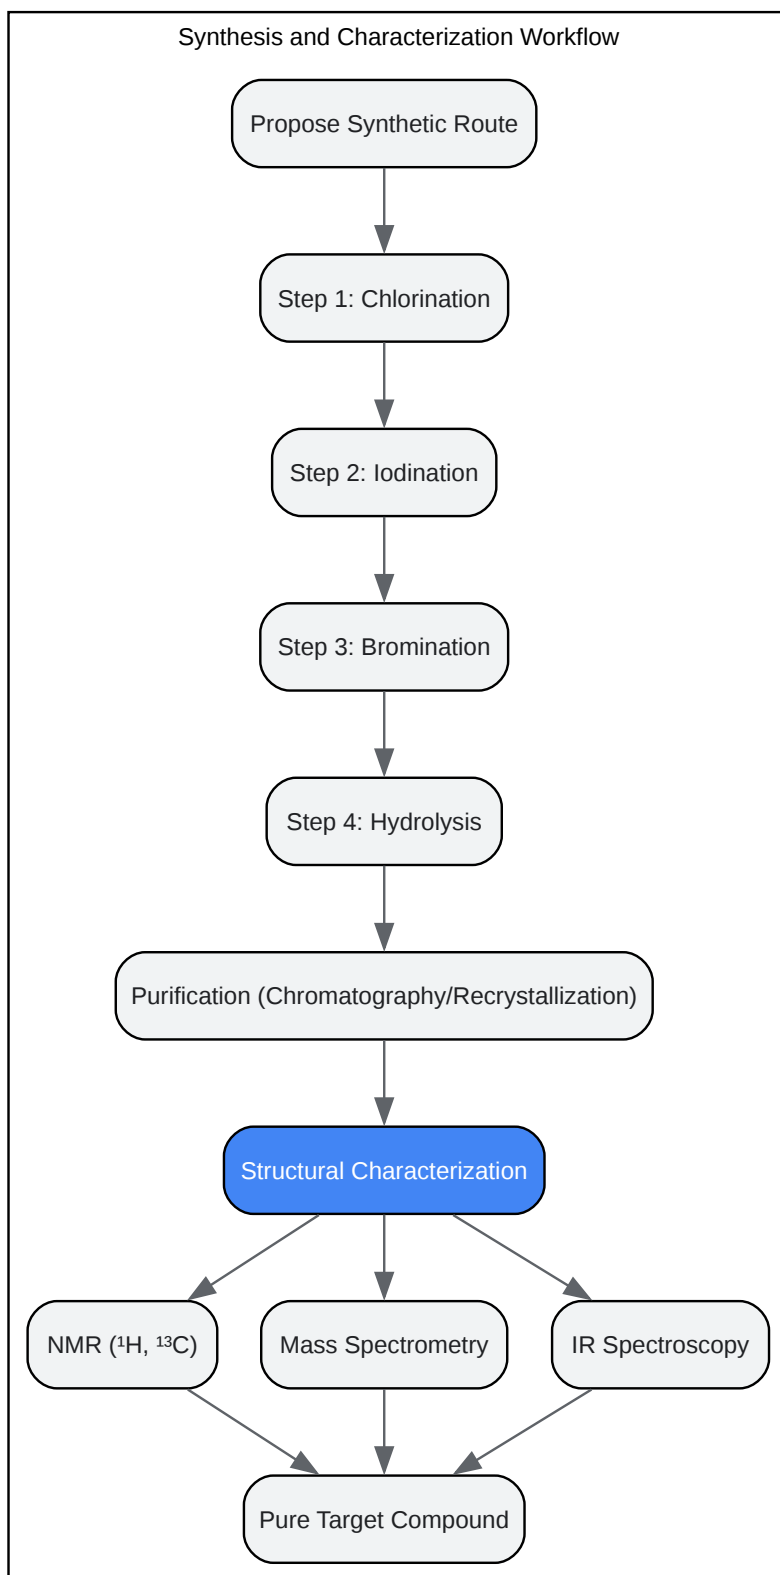 Synthesis and Characterization Workflow
Propose Synthetic Route
Step 1: Chlorination
Step 2: Iodination
Step 3: Bromination
Step 4: Hydrolysis
Purification (Chromatography/Recrystallization)
Structural Characterization
NMR (¹H, ¹³C)
Mass Spectrometry
IR Spectroscopy
Pure Target Compound